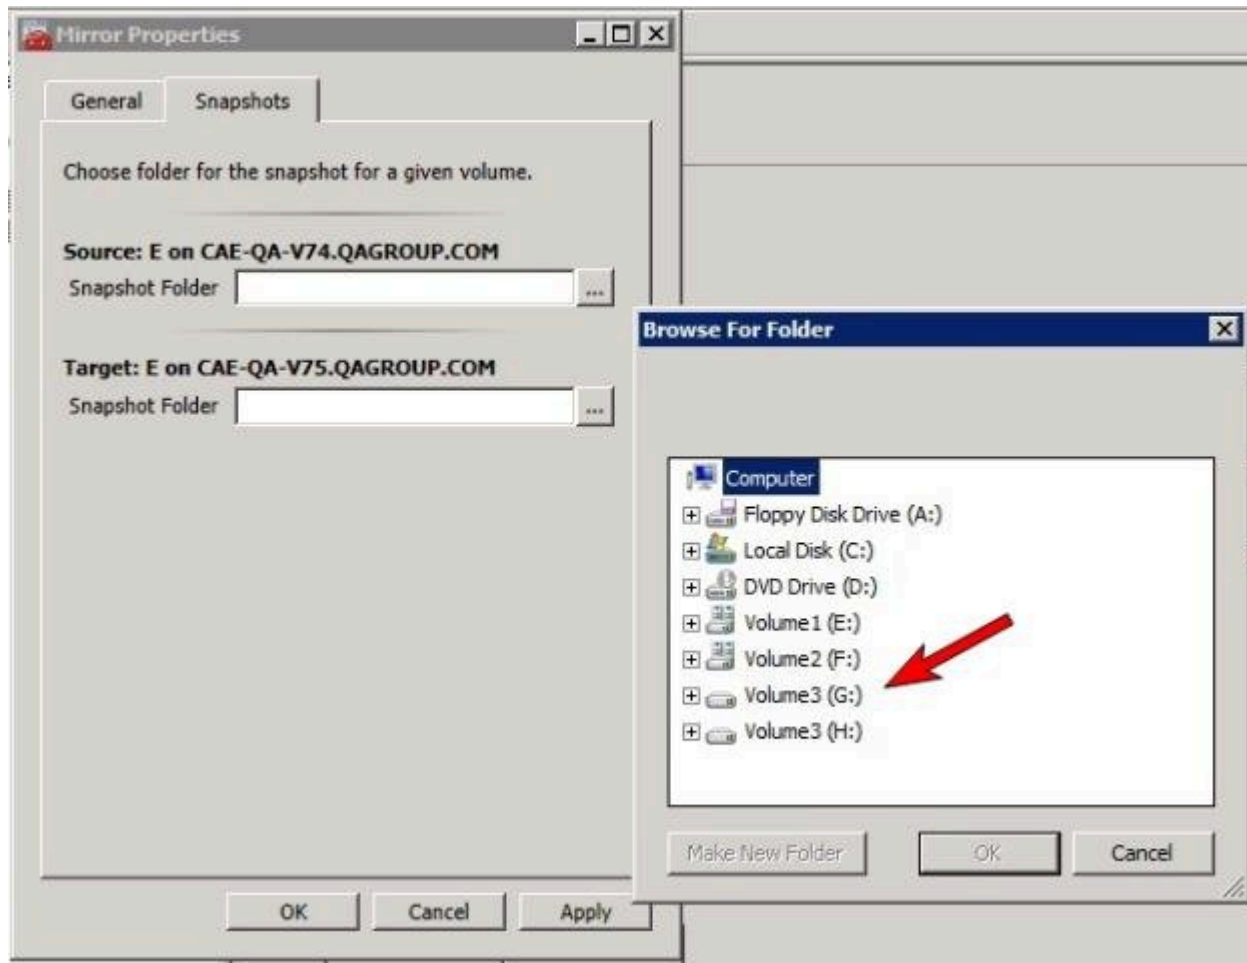 Mirror Properties
General
Snapshots
Choose folder for the snapshot for a given volume.
Source: E on CAE-QA-V74.QAGROUP.COM
Snapshot Folder
...
Target: E on CAE-QA-V75.QAGROUP.COM
Snapshot Folder
...
OK
Cancel
Apply
Browse For Folder
Computer
Floppy Disk Drive (A:)
Local Disk (C:)
DVD Drive (D:)
Volume1 (E:)
Volume2 (F:)
Volume3 (G:)
Volume3 (H:)
Make New Folder
OK
Cancel